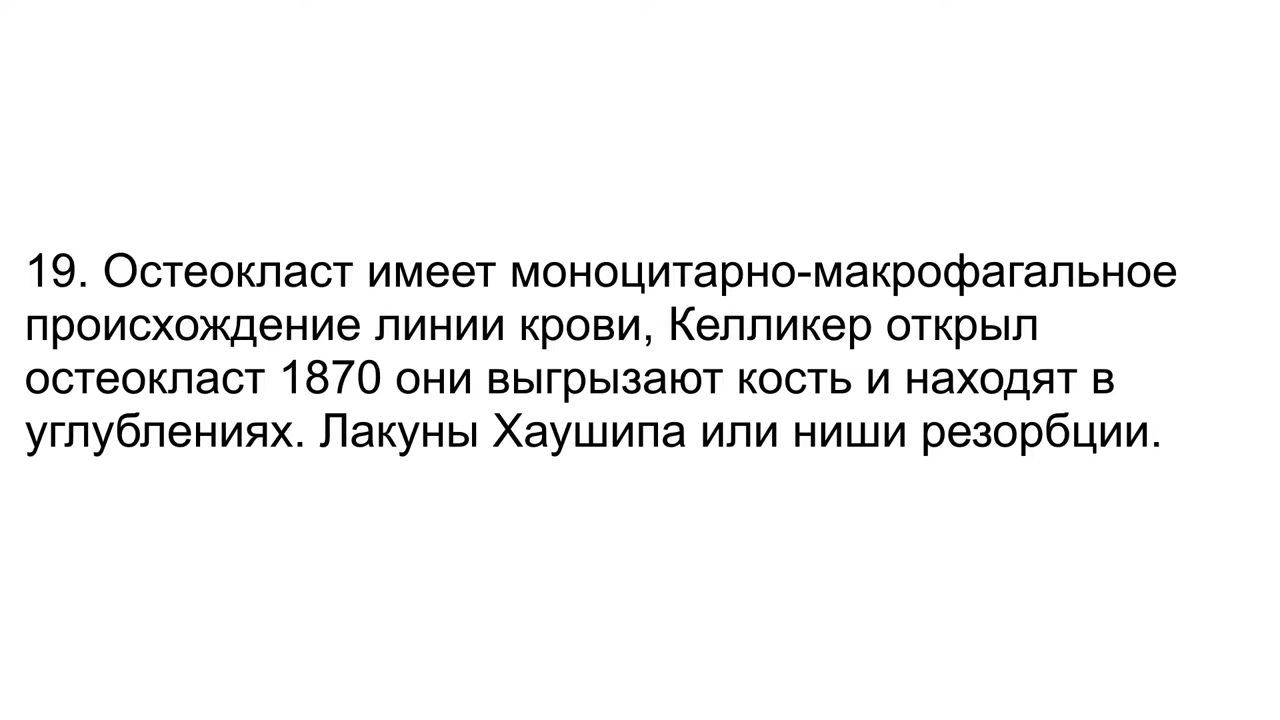 19. Остеокласт имеет моноцитарно-макрофагальное
происхождение линии крови, Келликер открыл
остеокласт 1870 они выгрызают кость и находят в
углублениях. Лакуны Хаушипа или ниши резорбции.